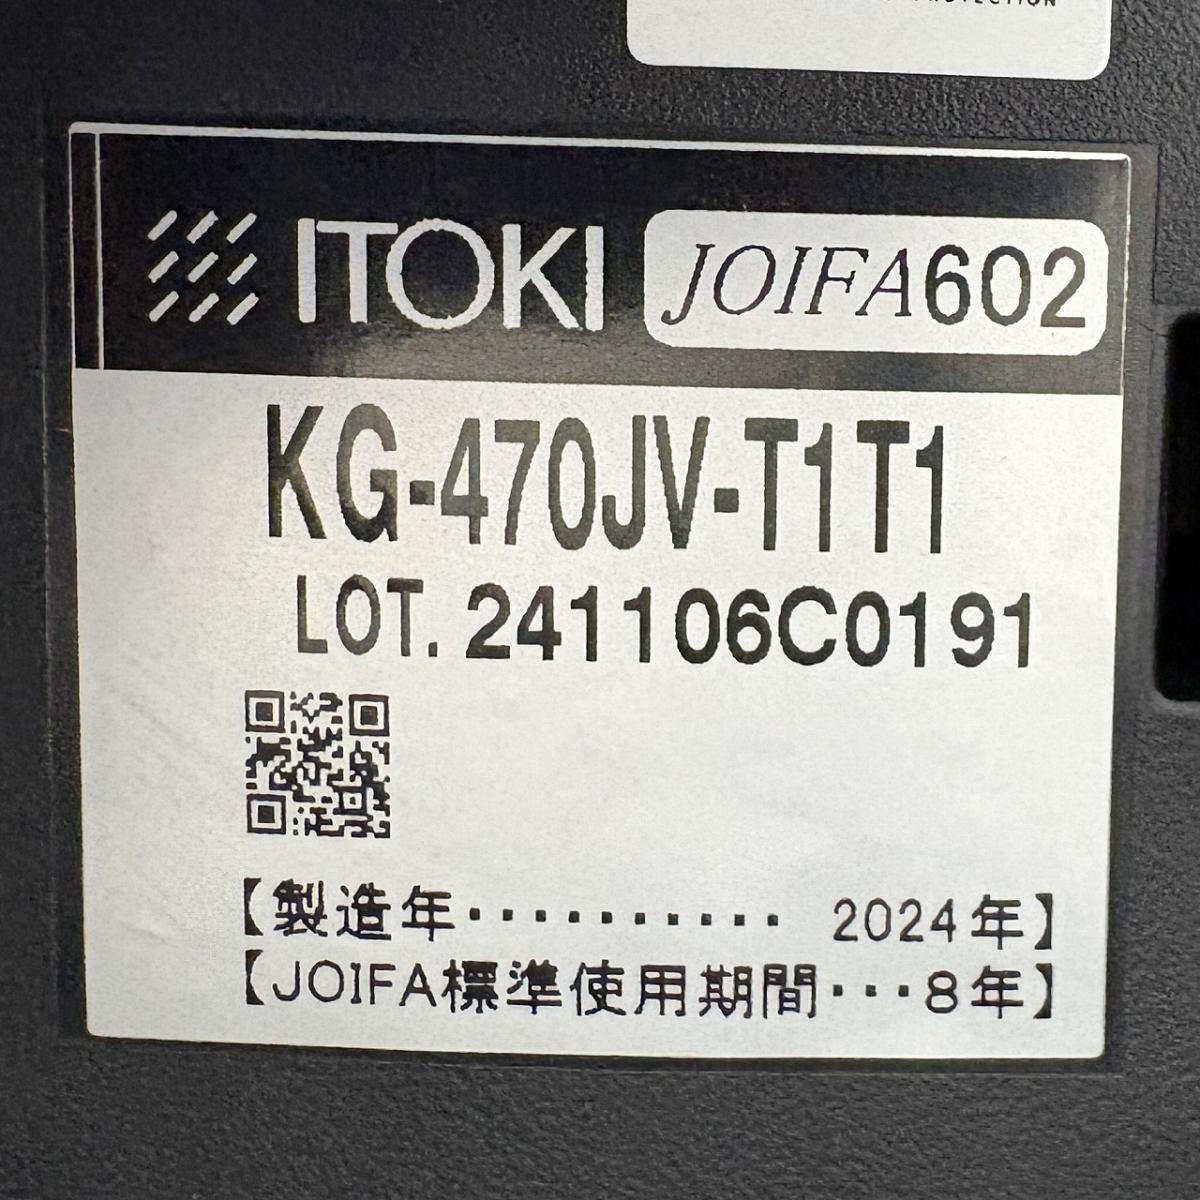 ITOKI JOIFA602
KG-470JV-T1T1
LOT. 241106C0191
【製造年・・・・・・・・・・・ 2024年】
【JOIFA標準使用期間・・・8年】